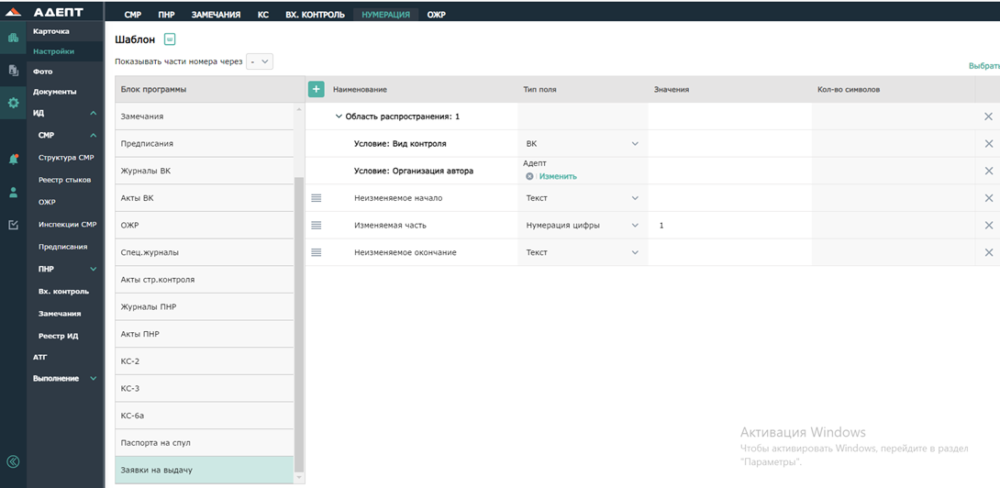 АДЕПТ
СМР ПНР ЗАМЕЧАНИЯ КС ВХ. КОНТРОЛЬ НУМЕРАЦИЯ ОЖР
Карточка
Настройки
Фото
Документы
ИД
СМР
Структура СМР
Реестр стыков
ОЖР
Инспекции СМР
Предписания
ПНР
Вх. контроль
Замечания
Реестр ИД
АТГ
Выполнение
Шаблон ш
Показывать части номера через -
Выбрать
Блок программы
Замечания
Предписания
Журналы ВК
Акты ВК
ОЖР
Спец.журналы
Акты стр.контроля
Журналы ПНР
Акты ПНР
КС-2
КС-3
КС-6а
Паспорта на спул
Заявки на выдачу
+ Наименование Тип поля Значения Кол-во символов
Область распространения: 1
Условие: Вид контроля ВК
Условие: Организация автора Адепт
Изменить
Неизменяемое начало Текст
Изменяемая часть Нумерация цифры 1
Неизменяемое окончание Текст
Активация Windows
Чтобы активировать Windows, перейдите в раздел
"Параметры".